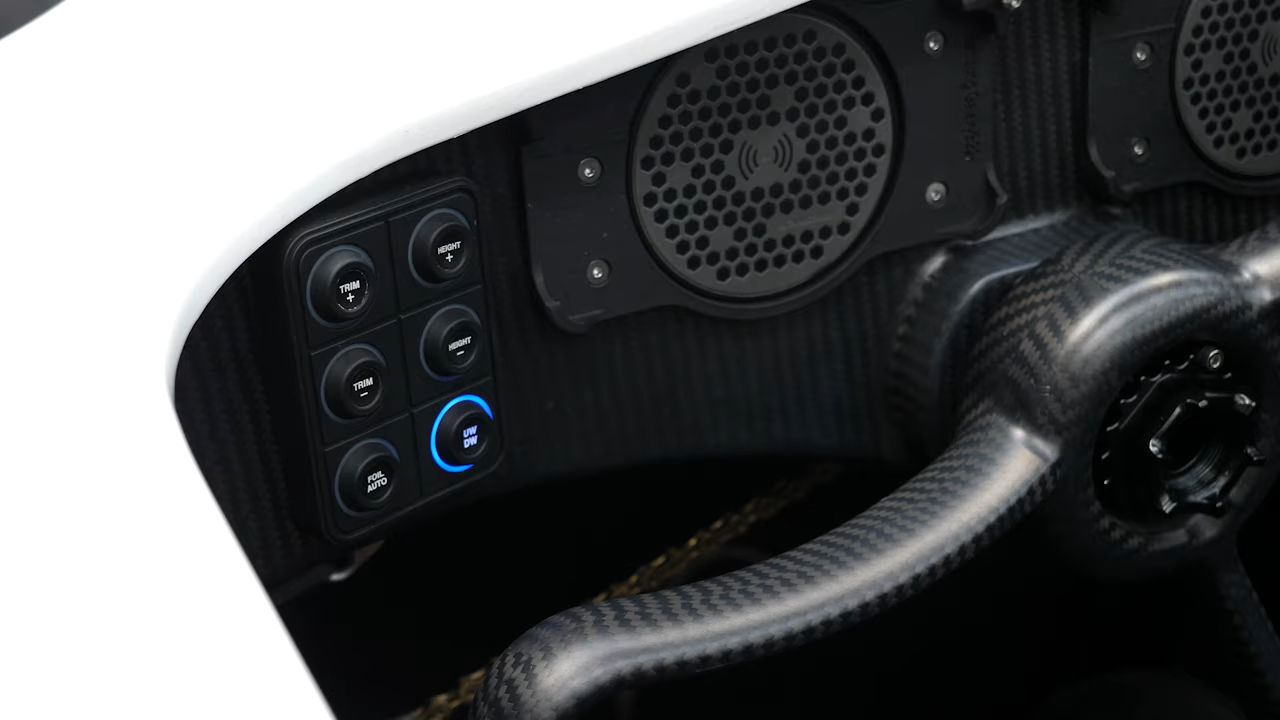 TRIM
+
HEIGHT
+
TRIM
–
HEIGHT
–
FOIL
AUTO
UW
DW